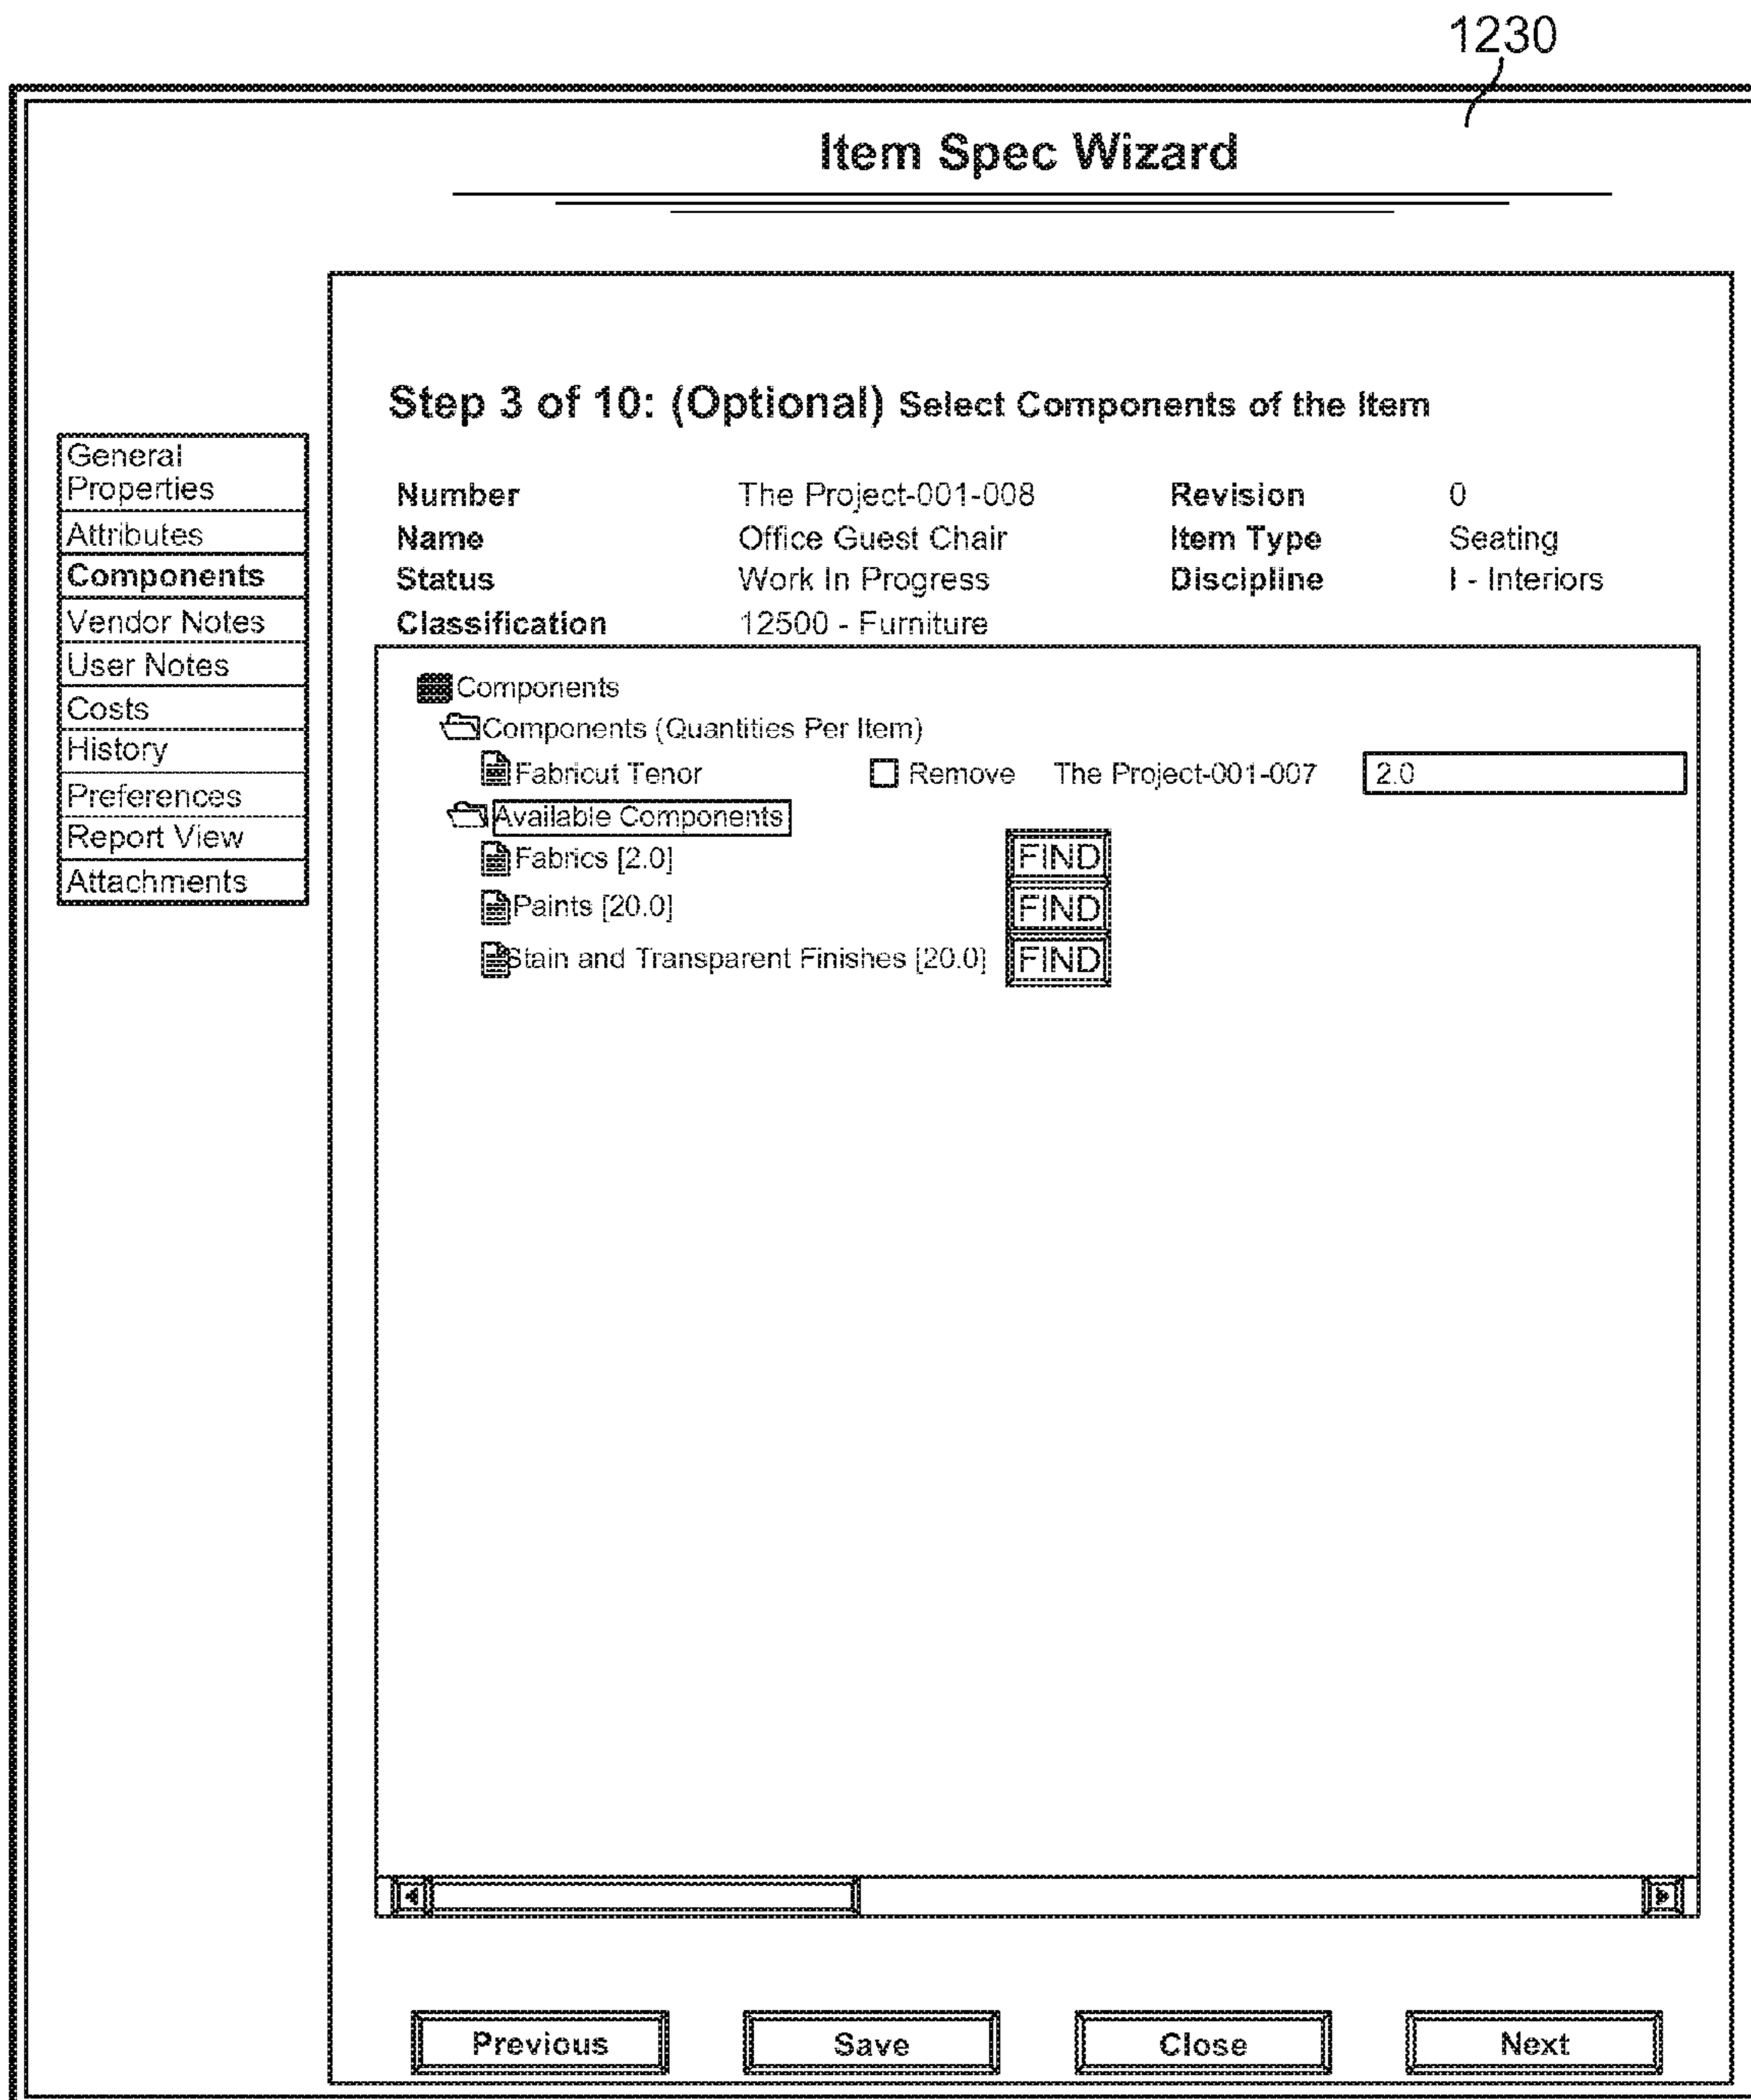 1230
Item Spec Wizard
Step 3 of 10: (Optional) Select Components of the Item
General
Properties
Attributes
Components
Vendor Notes
User Notes
Costs
History
Preferences
Report View
Attachments
Number The Project-001-008 Revision 0
Name Office Guest Chair Item Type Seating
Status Work In Progress Discipline I - Interiors
Classification 12500 - Furniture
Components
Components (Quantities Per Item)
Fabricut Tenor Remove The Project-001-007 2.0
Available Components
Fabrics [2.0] FIND
Paints [20.0] FIND
Stain and Transparent Finishes [20.0] FIND
Previous Save Close Next